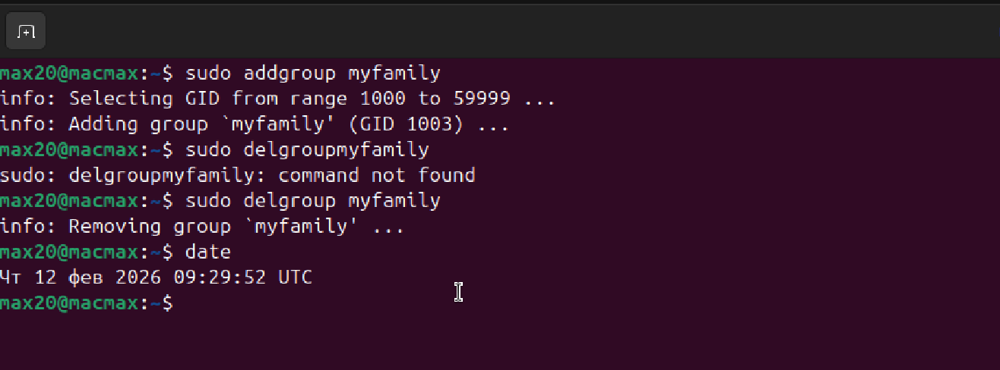 max20@macmax:~$ sudo addgroup myfamily
info: Selecting GID from range 1000 to 59999 ...
info: Adding group `myfamily' (GID 1003) ...
max20@macmax:~$ sudo delgroupmyfamily
sudo: delgroupmyfamily: command not found
max20@macmax:~$ sudo delgroup myfamily
info: Removing group `myfamily' ...
max20@macmax:~$ date
Чт 12 фев 2026 09:29:52 UTC
max20@macmax:~$